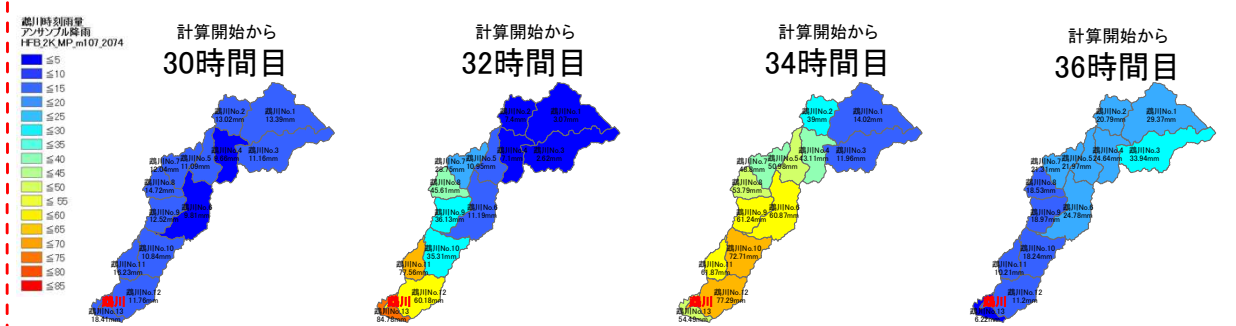 鵡川時刻雨量
アンサンブル降雨
HFB_2K_MP_m107_2074
≦5
≦10
≦15
≦20
≦25
≦30
≦35
≦40
≦45
≦50
≦55
≦60
≦65
≦70
≦75
≦80
≦85
計算開始から
30時間目
鵡川No.2
13.02mm
鵡川No.1
13.39mm
鵡川No.3
11.16mm
鵡川No.5
11.09mm
鵡川No.7
12.04mm
鵡川No.8
14.72mm
鵡川No.9
12.52mm
鵡川No.10
10.84mm
鵡川No.11
鵡川No.12
11.76mm
鵡川
鵡川No.13
18.41mm
計算開始から
32時間目
鵡川No.7
鵡川No.5
10.95mm
鵡川No.8
45.61mm
鵡川No.9
36.13mm
11.19mm
鵡川No.10
35.31mm
鵡川No.11
77.56mm
鵡川No.12
60.18mm
鵡川
鵡川No.13
84.78mm
計算開始から
34時間目
鵡川No.2
39mm
鵡川No.1
14.02mm
鵡川No.3
11.96mm
43.11mm
鵡川No.5
50.98mm
鵡川No.7
鵡川No.8
53.79mm
鵡川No.9
61.24mm
60.87mm
鵡川No.10
72.71mm
鵡川No.11
61.87mm
鵡川No.12
77.29mm
鵡川
鵡川No.13
54.49mm
計算開始から
36時間目
鵡川No.2
20.79mm
鵡川No.1
29.37mm
鵡川No.3
33.94mm
鵡川No.4
24.64mm
鵡川No.5
21.97mm
鵡川No.7
21.31mm
鵡川No.8
18.53mm
鵡川No.9
18.97mm
24.78mm
鵡川No.10
18.24mm
鵡川No.11
鵡川No.12
11.2mm
鵡川
鵡川No.13
6.22mm